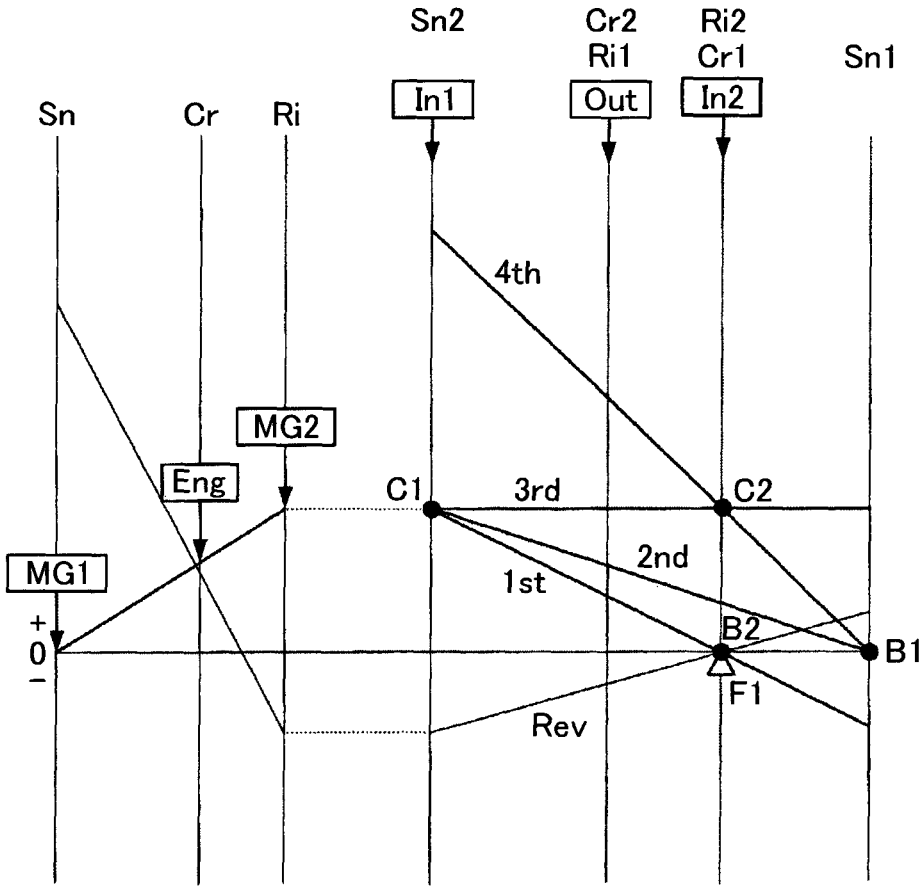 Sn2 Cr2 Ri2
Ri1 Cr1 Sn1
In1 Out In2
Sn Cr Ri
4th
MG2
Eng C1 3rd C2
MG1 2nd
1st
+
0 B2 B1
−
F1
Rev